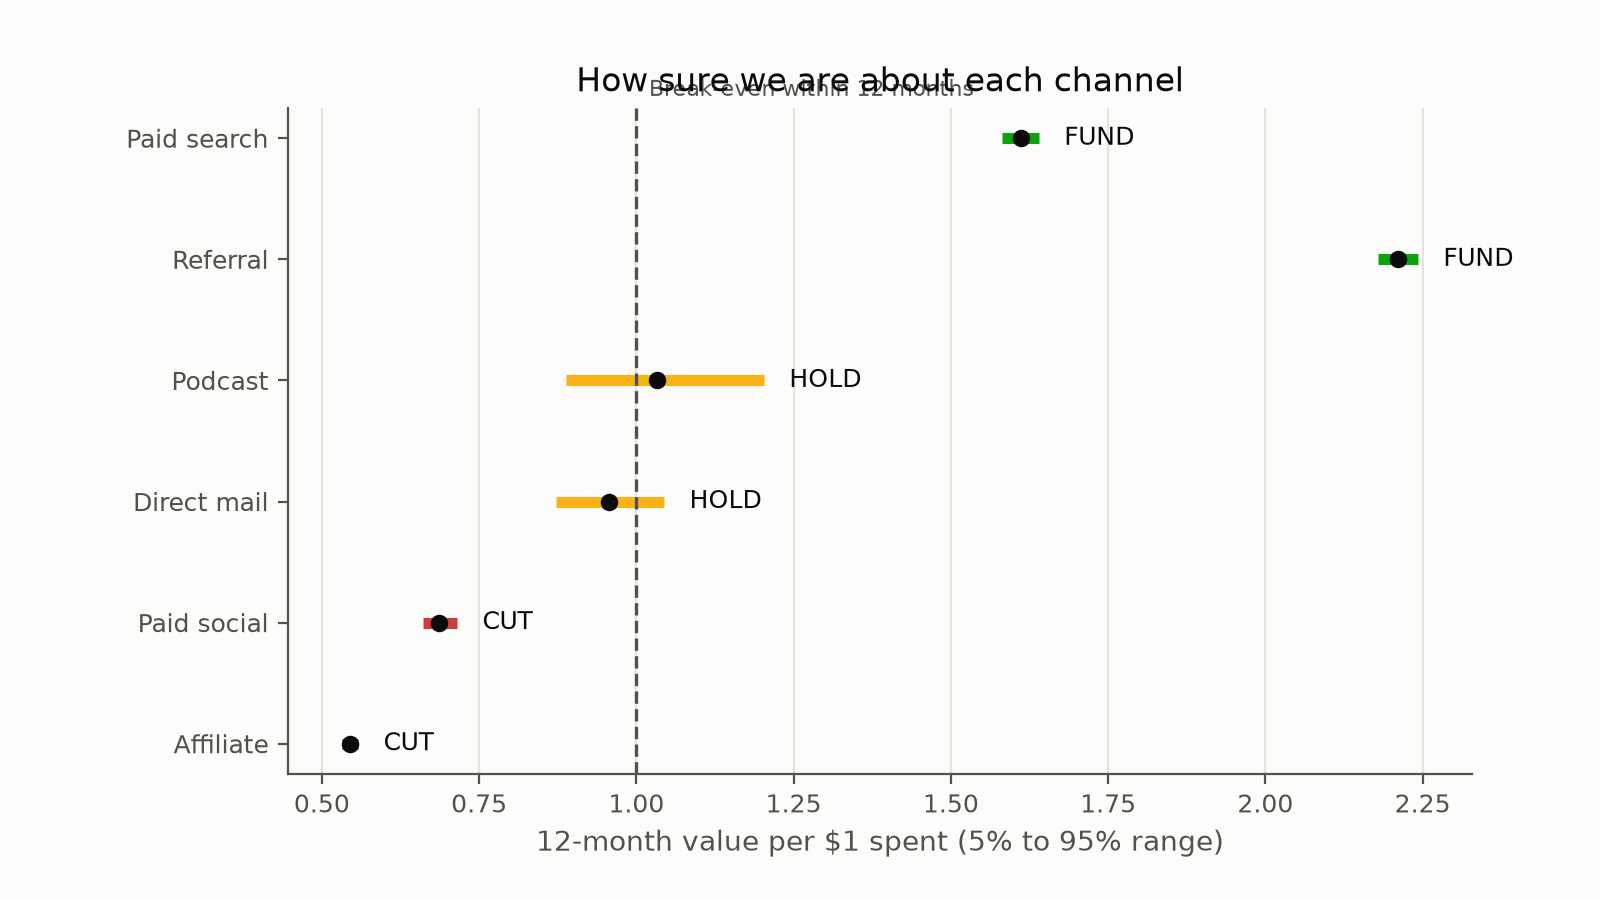 How sure we are about each channel
Break-even within 12 months
Paid search
FUND
Referral
FUND
Podcast
HOLD
Direct mail
HOLD
Paid social
CUT
Affiliate
CUT
0.50 0.75 1.00 1.25 1.50 1.75 2.00 2.25
12-month value per $1 spent (5% to 95% range)